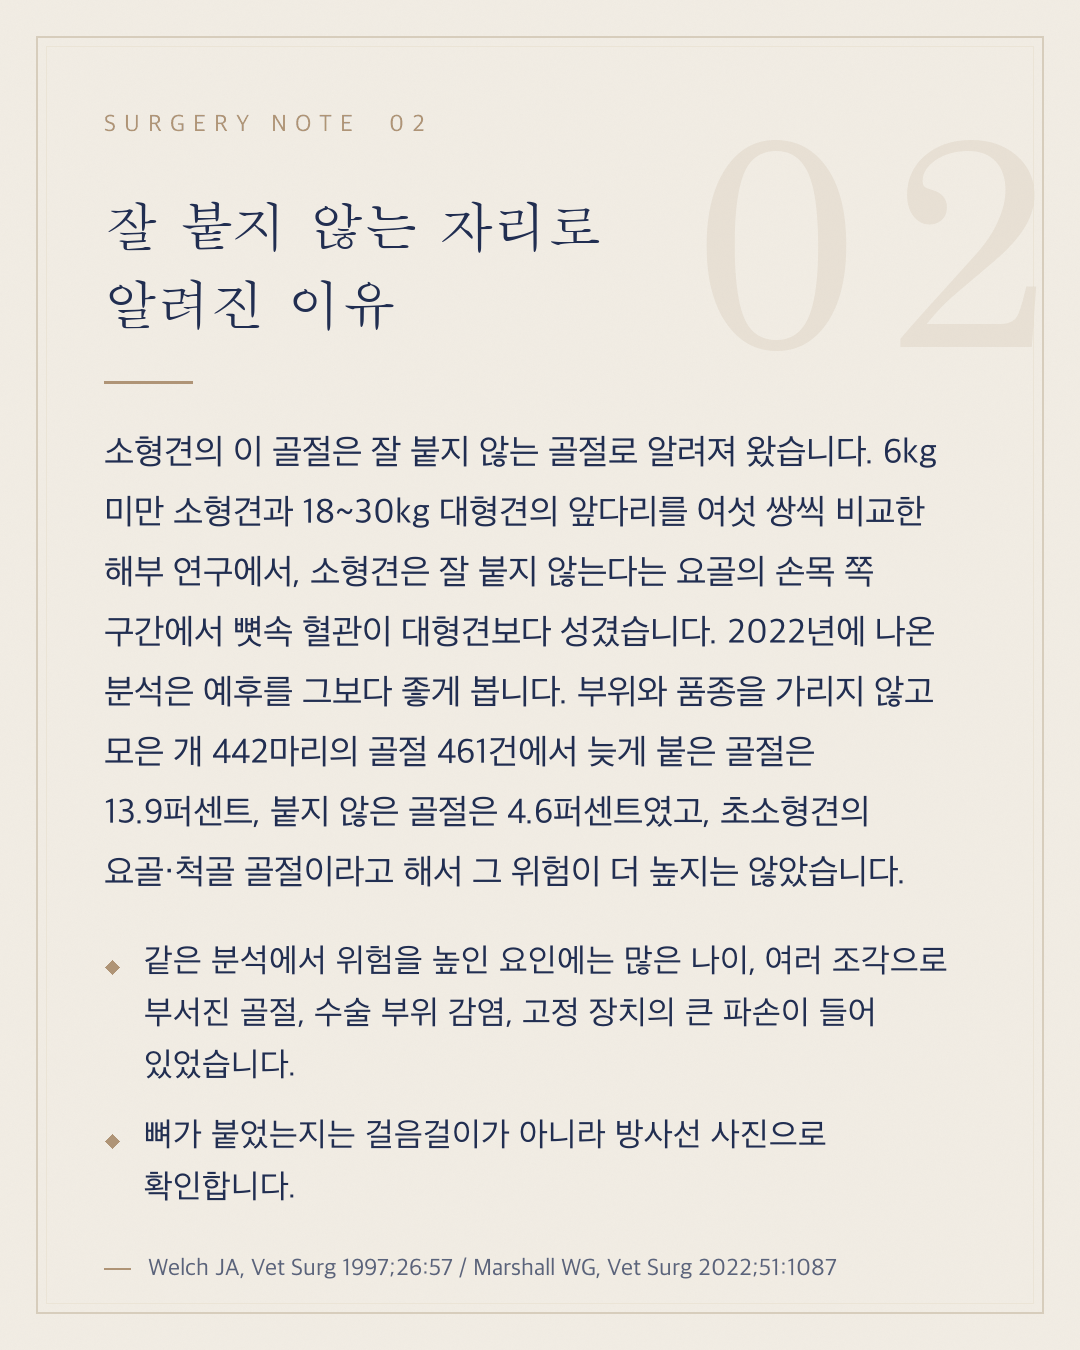 SURGERY NOTE 02
02
잘 붙지 않는 자리로
알려진 이유
소형견의 이 골절은 잘 붙지 않는 골절로 알려져 왔습니다. 6kg
미만 소형견과 18~30kg 대형견의 앞다리를 여섯 쌍씩 비교한
해부 연구에서, 소형견은 잘 붙지 않는다는 요골의 손목 쪽
구간에서 뼛속 혈관이 대형견보다 성겼습니다. 2022년에 나온
분석은 예후를 그보다 좋게 봅니다. 부위와 품종을 가리지 않고
모은 개 442마리의 골절 461건에서 늦게 붙은 골절은
13.9퍼센트, 붙지 않은 골절은 4.6퍼센트였고, 초소형견의
요골·척골 골절이라고 해서 그 위험이 더 높지는 않았습니다.
◆ 같은 분석에서 위험을 높인 요인에는 많은 나이, 여러 조각으로
부서진 골절, 수술 부위 감염, 고정 장치의 큰 파손이 들어
있었습니다.
◆ 뼈가 붙었는지는 걸음걸이가 아니라 방사선 사진으로
확인합니다.
— Welch JA, Vet Surg 1997;26:57 / Marshall WG, Vet Surg 2022;51:1087